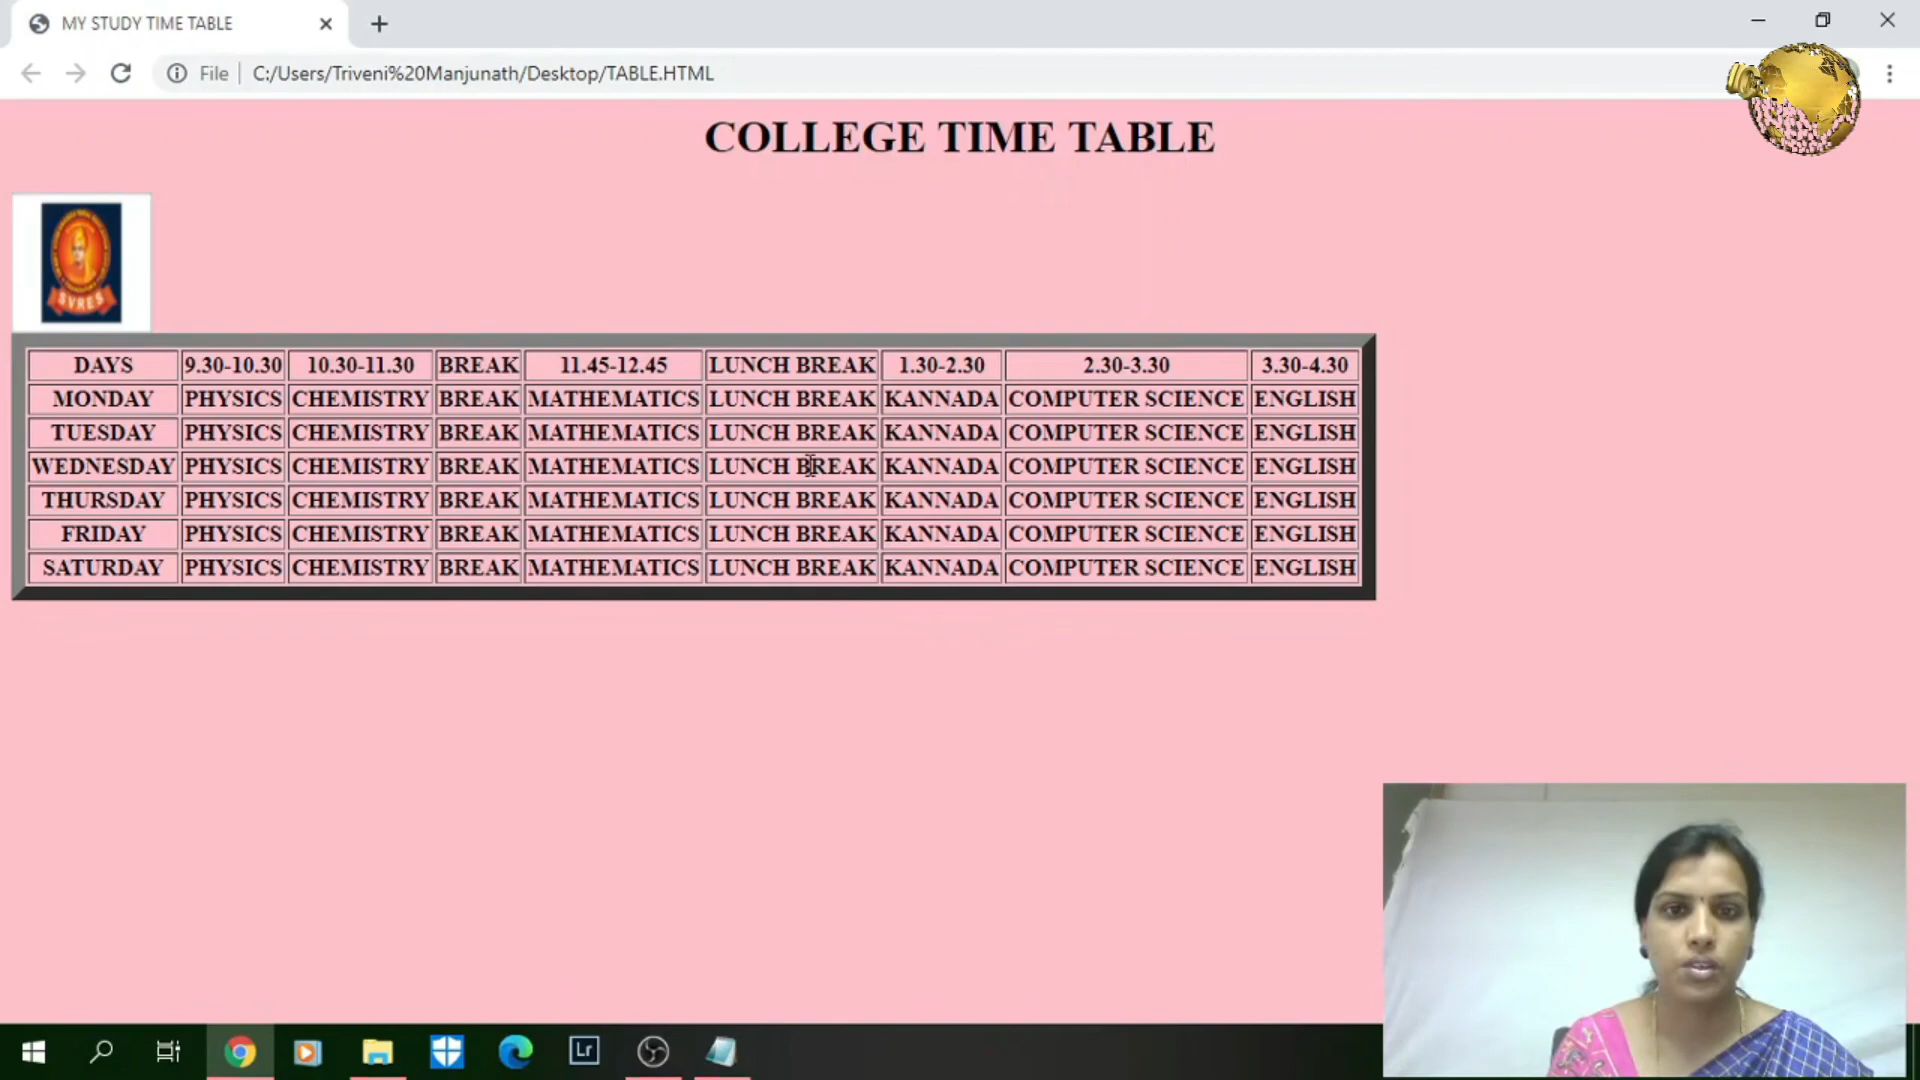 MY STUDY TIME TABLE
File
C:/Users/Triveni%20Manjunath/Desktop/TABLE.HTML
COLLEGE TIME TABLE
SVRES
DAYS 9.30-10.30 10.30-11.30 BREAK 11.45-12.45 LUNCH BREAK 1.30-2.30 2.30-3.30 3.30-4.30
MONDAY PHYSICS CHEMISTRY BREAK MATHEMATICS LUNCH BREAK KANNADA COMPUTER SCIENCE ENGLISH
TUESDAY PHYSICS CHEMISTRY BREAK MATHEMATICS LUNCH BREAK KANNADA COMPUTER SCIENCE ENGLISH
WEDNESDAY PHYSICS CHEMISTRY BREAK MATHEMATICS LUNCH BREAK KANNADA COMPUTER SCIENCE ENGLISH
THURSDAY PHYSICS CHEMISTRY BREAK MATHEMATICS LUNCH BREAK KANNADA COMPUTER SCIENCE ENGLISH
FRIDAY PHYSICS CHEMISTRY BREAK MATHEMATICS LUNCH BREAK KANNADA COMPUTER SCIENCE ENGLISH
SATURDAY PHYSICS CHEMISTRY BREAK MATHEMATICS LUNCH BREAK KANNADA COMPUTER SCIENCE ENGLISH
Lr